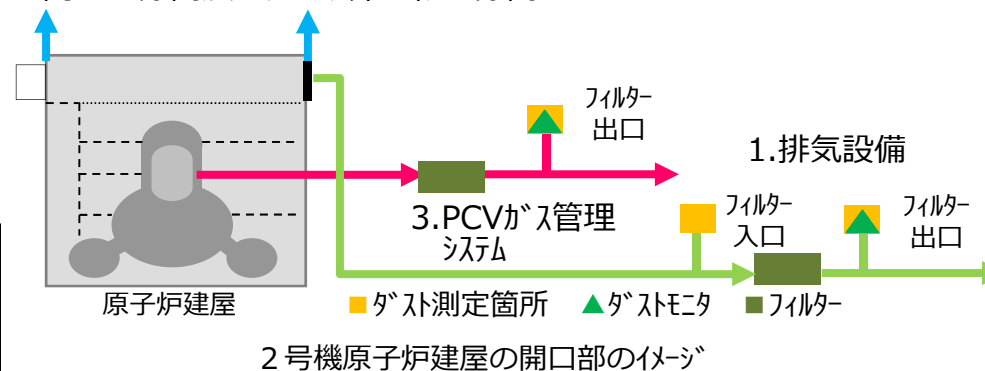 フィルター
出口
1.排気設備
3.PCVガス管理
システム
フィルター
入口
フィルター
出口
原子炉建屋
■ダスト測定箇所 ▲ダストモニタ ■フィルター
2号機原子炉建屋の開口部のイメージ